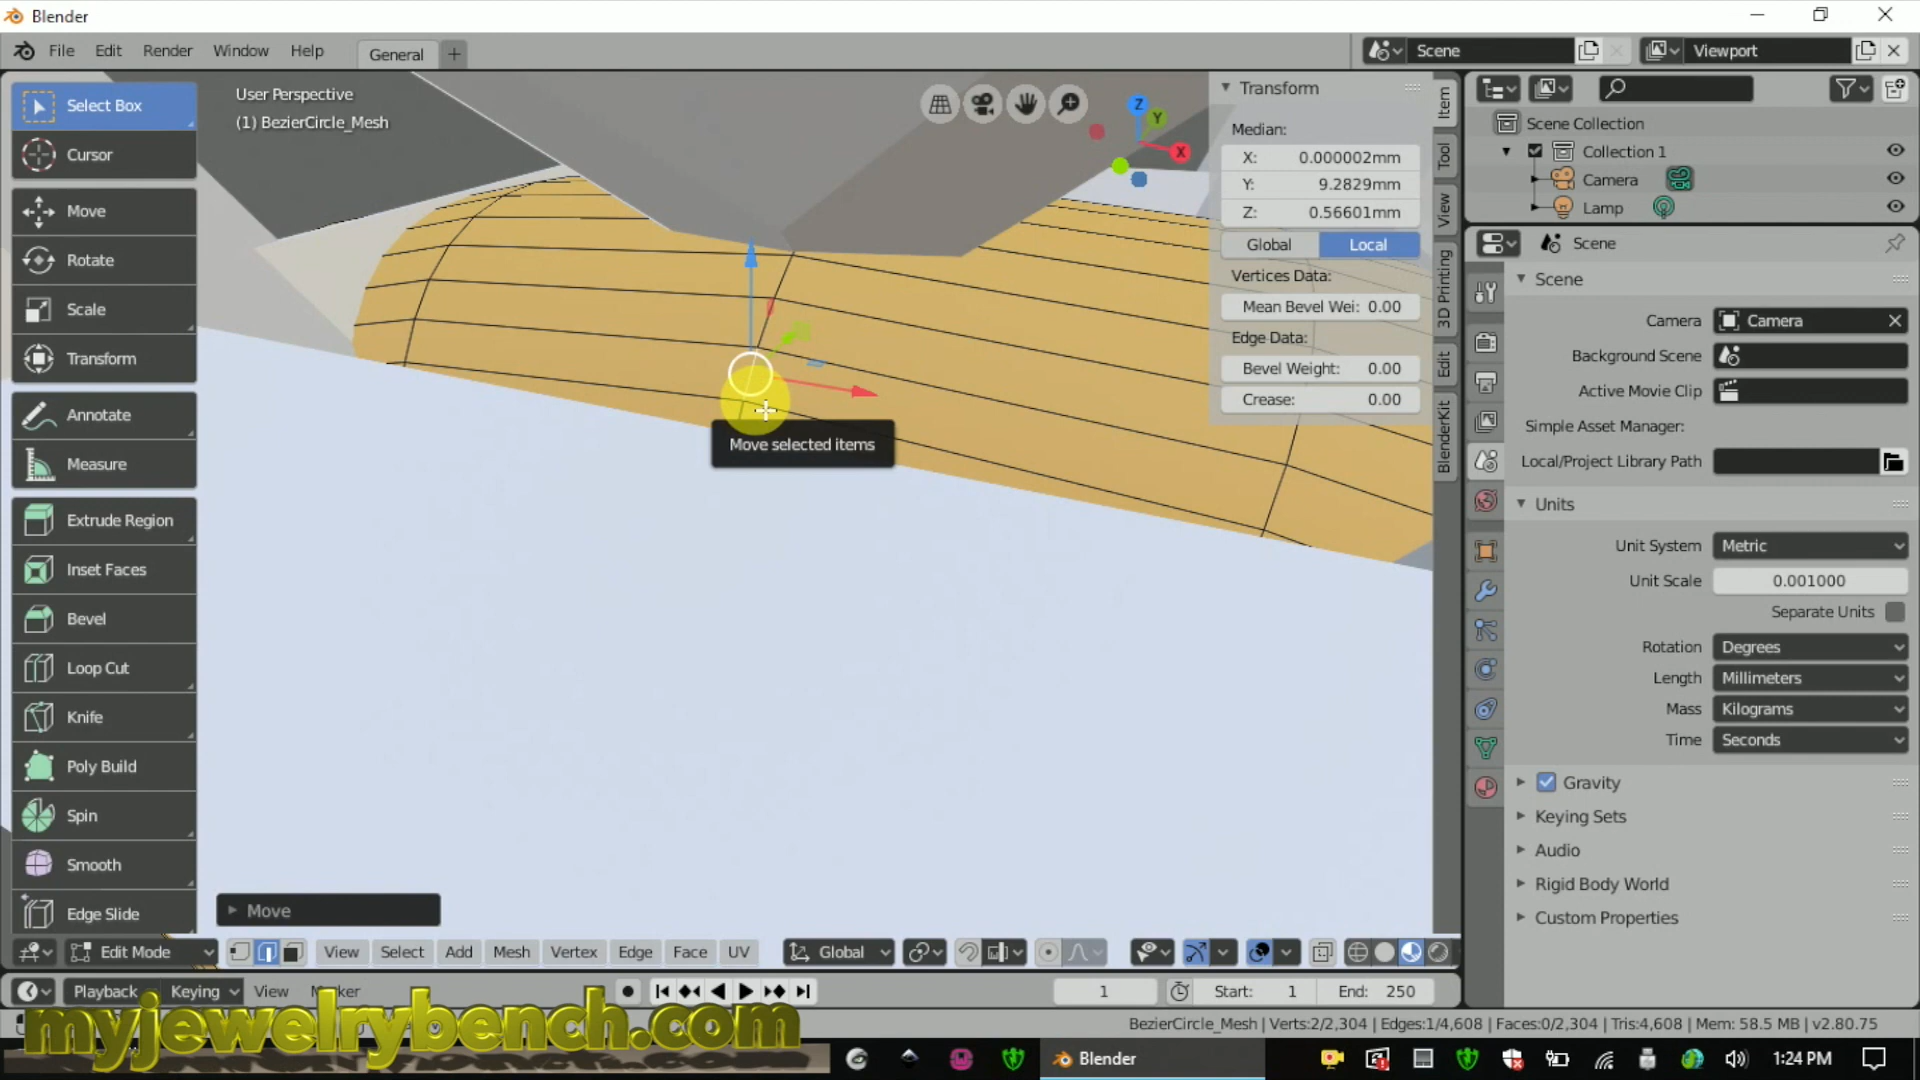 Blender
File Edit Render Window Help General + Scene Viewport
Select Box
Cursor
Move
Rotate
Scale
Transform
Annotate
Measure
Extrude Region
Inset Faces
Bevel
Loop Cut
Knife
Poly Build
Spin
Smooth
Edge Slide
User Perspective
(1) BezierCircle_Mesh
Z
Y
X
Move selected items
Move
Transform
Median:
X: 0.000002mm
Y: 9.2829mm
Z: 0.56601mm
Global Local
Vertices Data:
Mean Bevel Wei: 0.00
Edge Data:
Bevel Weight: 0.00
Crease: 0.00
Item
Tool
View
3D Printing
Edit
BlenderKit
Scene Collection
Collection 1
Camera
Lamp
Scene
Scene
Camera Camera
Background Scene
Active Movie Clip
Simple Asset Manager:
Local/Project Library Path
Units
Unit System Metric
Unit Scale 0.001000
Separate Units
Rotation Degrees
Length Millimeters
Mass Kilograms
Time Seconds
Gravity
Keying Sets
Audio
Rigid Body World
Custom Properties
Edit Mode View Select Add Mesh Vertex Edge Face UV Global
Playback Keying View 1 Start: 1 End: 250
myjewelrybench.com
BezierCircle_Mesh | Verts:2/2,304 | Edges:1/4,608 | Faces:0/2,304 | Tris:4,608 | Mem: 58.5 MB | v2.80.75
Blender 1:24 PM